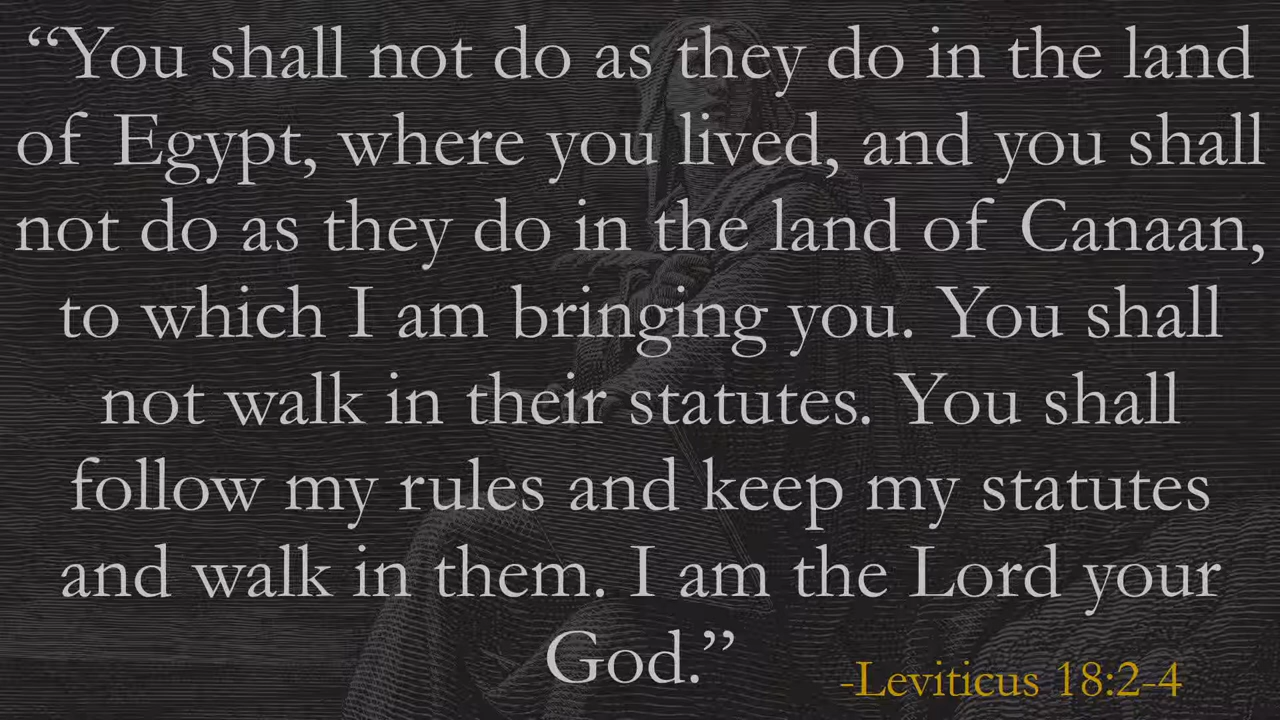 “You shall not do as they do in the land
of Egypt, where you lived, and you shall
not do as they do in the land of Canaan,
to which I am bringing you. You shall
not walk in their statutes. You shall
follow my rules and keep my statutes
and walk in them. I am the Lord your
God.”
-Leviticus 18:2-4